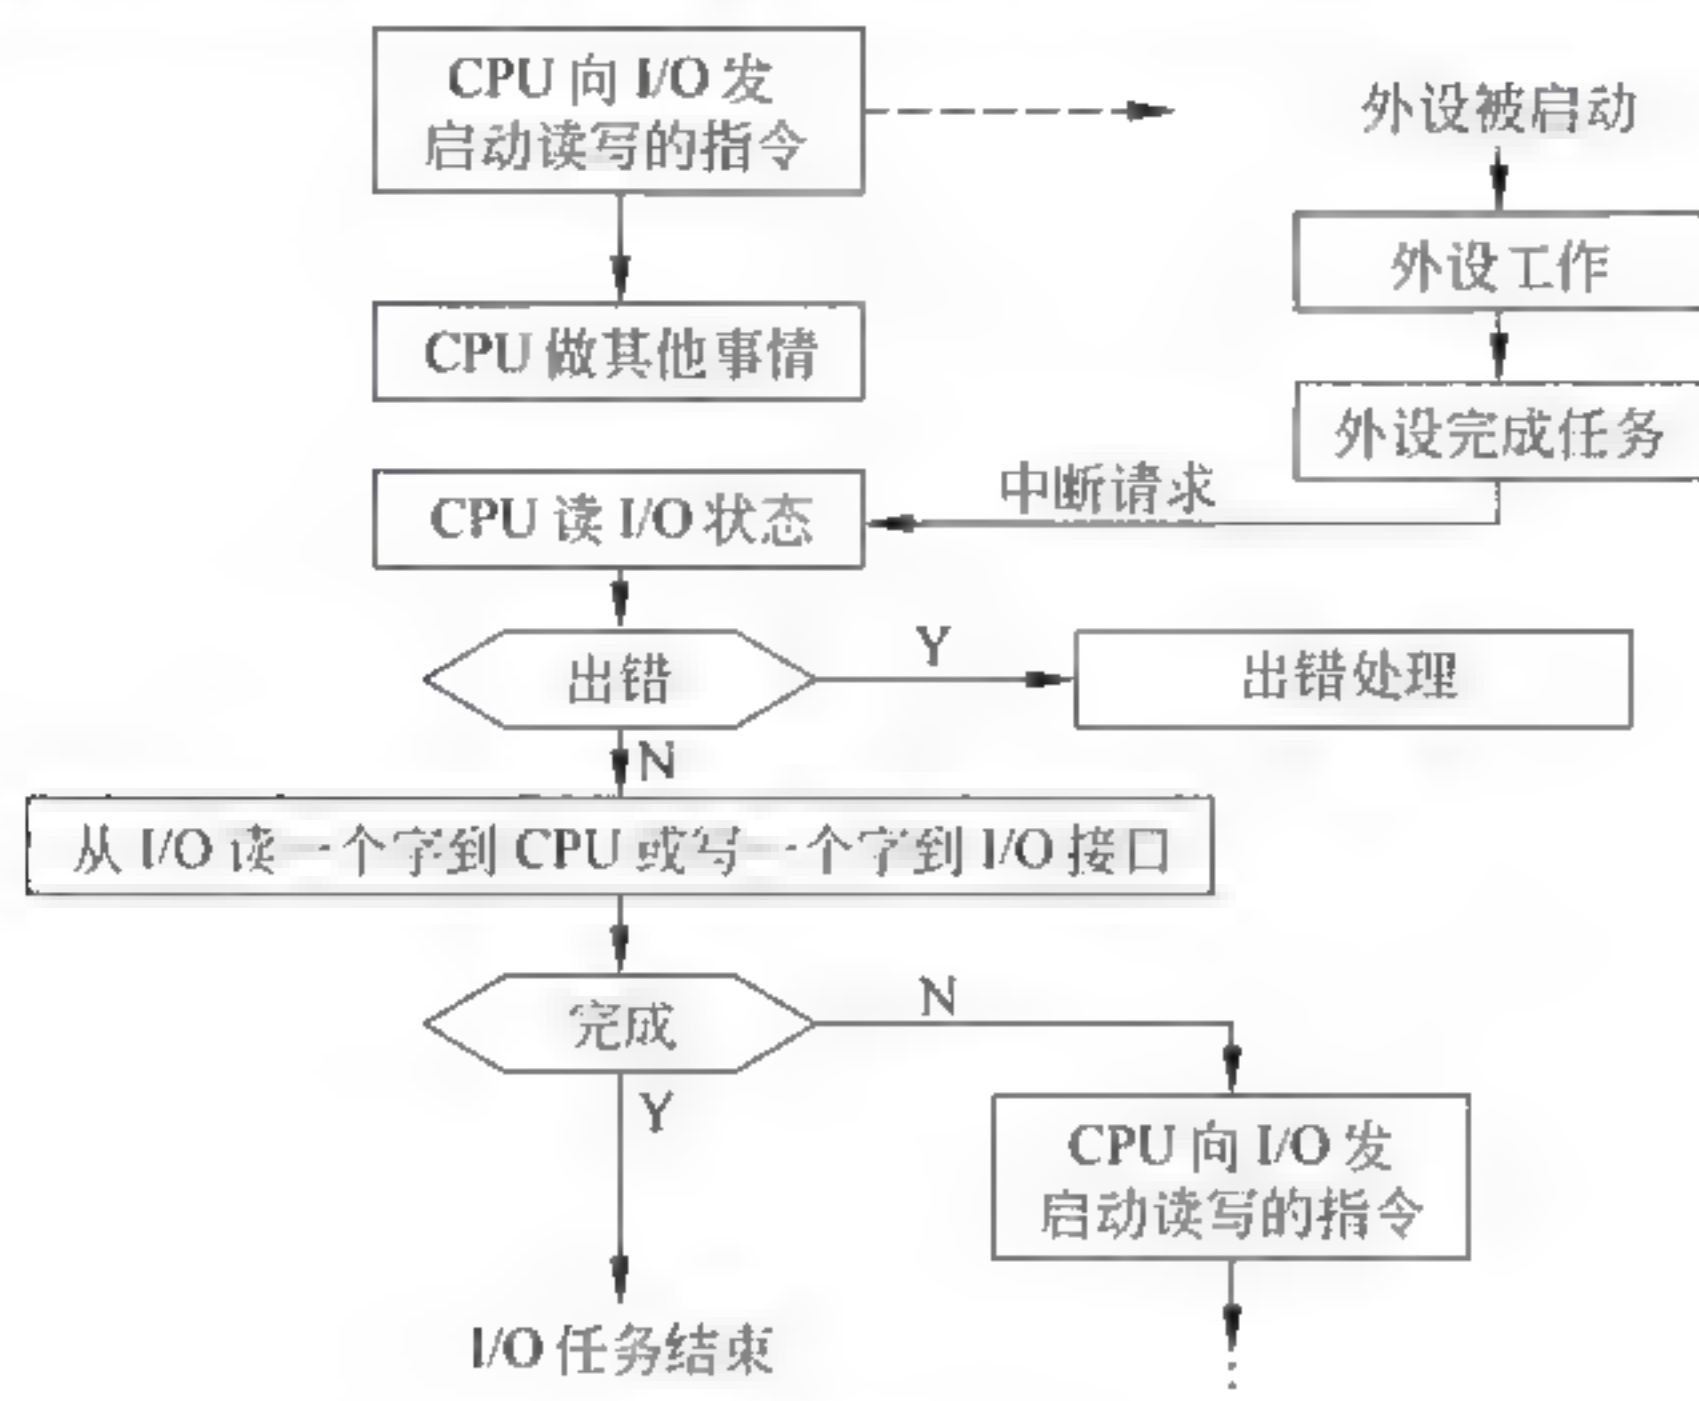 CPU 向 I/O 发
启动读写的指令
外设被启动
外设工作
CPU 做其他事情
外设完成任务
中断请求
CPU 读 I/O 状态
出错
Y
出错处理
N
从 I/O 读一个字到 CPU 或写一个字到 I/O 接口
完成
N
Y
CPU 向 I/O 发
启动读写的指令
I/O 任务结束
⋮